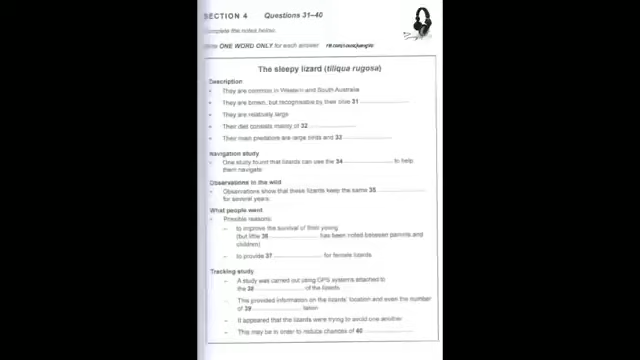 SECTION 4 Questions 31–40
Complete the notes below.
ONE WORD ONLY for each answer
The sleepy lizard (tiliqua rugosa)
Description
They are common in Western and South Australia
They are brown, but recognisable by their blue 31
They are relatively large
Their diet consists mainly of 32
Their main predators are large birds and 33
Navigation study
One study found that lizards can use the 34 to help
them navigate
Observations in the wild
Observations show that these lizards keep the same 35
for several years
What people want
Possible reasons:
– to improve the survival of their young
(but little 36 has been noted between parents and
children)
– to provide 37 for female lizards
Tracking study
– A study was carried out using GPS systems attached to
the 38 of the lizards
– This provided information on the lizards' location and even the number
of 39 taken
– It appeared that the lizards were trying to avoid one another
– This may be in order to reduce chances of 40